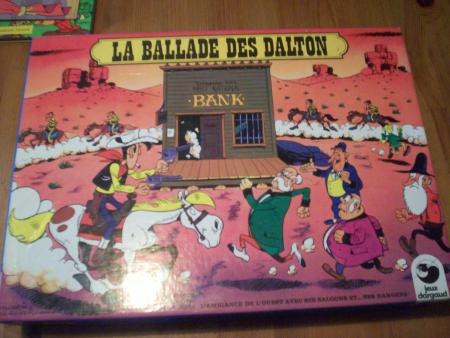 LA BALLADE DES DALTON
BANK
L'AMBIANCE DE L'OUEST AVEC SES SALOONS ET... SES DANGERS!
jeux
dargaud